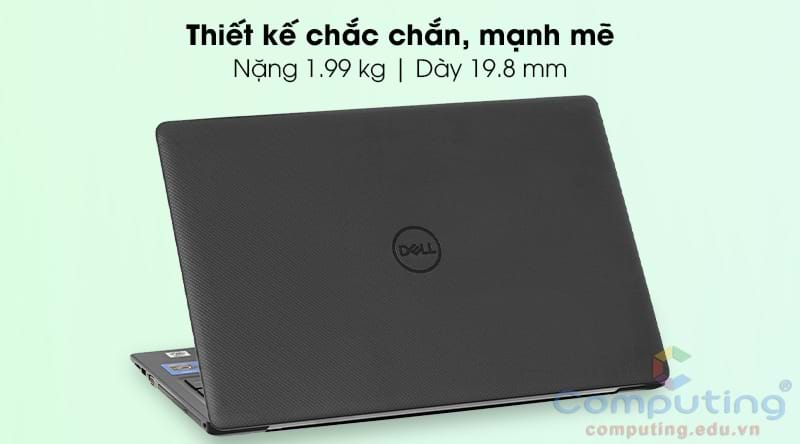 Thiết kế chắc chắn, mạnh mẽ
Nặng 1.99 kg | Dày 19.8 mm
DELL
Computing®
computing.edu.vn